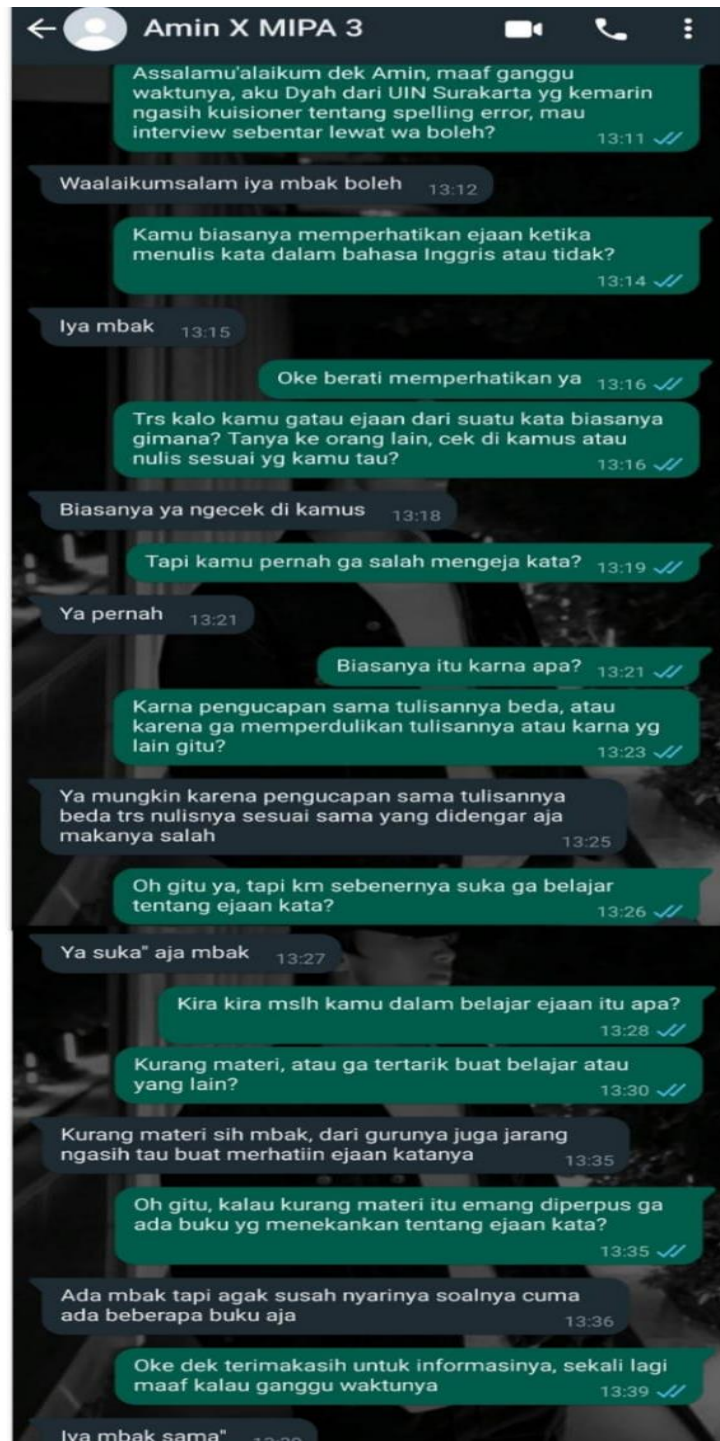 Amin X MIPA 3
Assalamu'alaikum dek Amin, maaf ganggu
waktunya, aku Dyah dari UIN Surakarta yg kemarin
ngasih kuisioner tentang spelling error, mau
interview sebentar lewat wa boleh?
13:11
Waalaikumsalam iya mbak boleh 13:12
Kamu biasanya memperhatikan ejaan ketika
menulis kata dalam bahasa Inggris atau tidak?
13:14
Iya mbak 13:15
Oke berati memperhatikan ya 13:16
Trs kalo kamu gatau ejaan dari suatu kata biasanya
gimana? Tanya ke orang lain, cek di kamus atau
nulis sesuai yg kamu tau?
13:16
Biasanya ya ngecek di kamus 13:18
Tapi kamu pernah ga salah mengeja kata? 13:19
Ya pernah 13:21
Biasanya itu karna apa? 13:21
Karna pengucapan sama tulisannya beda, atau
karena ga memperdulikan tulisannya atau karna yg
lain gitu?
13:23
Ya mungkin karena pengucapan sama tulisannya
beda trs nulisnya sesuai sama yang didengar aja
makanya salah
13:25
Oh gitu ya, tapi km sebenernya suka ga belajar
tentang ejaan kata?
13:26
Ya suka" aja mbak 13:27
Kira kira mslh kamu dalam belajar ejaan itu apa?
13:28
Kurang materi, atau ga tertarik buat belajar atau
yang lain?
13:30
Kurang materi sih mbak, dari gurunya juga jarang
ngasih tau buat merhatiin ejaan katanya
13:35
Oh gitu, kalau kurang materi itu emang diperpus ga
ada buku yg menekankan tentang ejaan kata?
13:35
Ada mbak tapi agak susah nyarinya soalnya cuma
ada beberapa buku aja
13:36
Oke dek terimakasih untuk informasinya, sekali lagi
maaf kalau ganggu waktunya
13:39
Iya mbak sama"